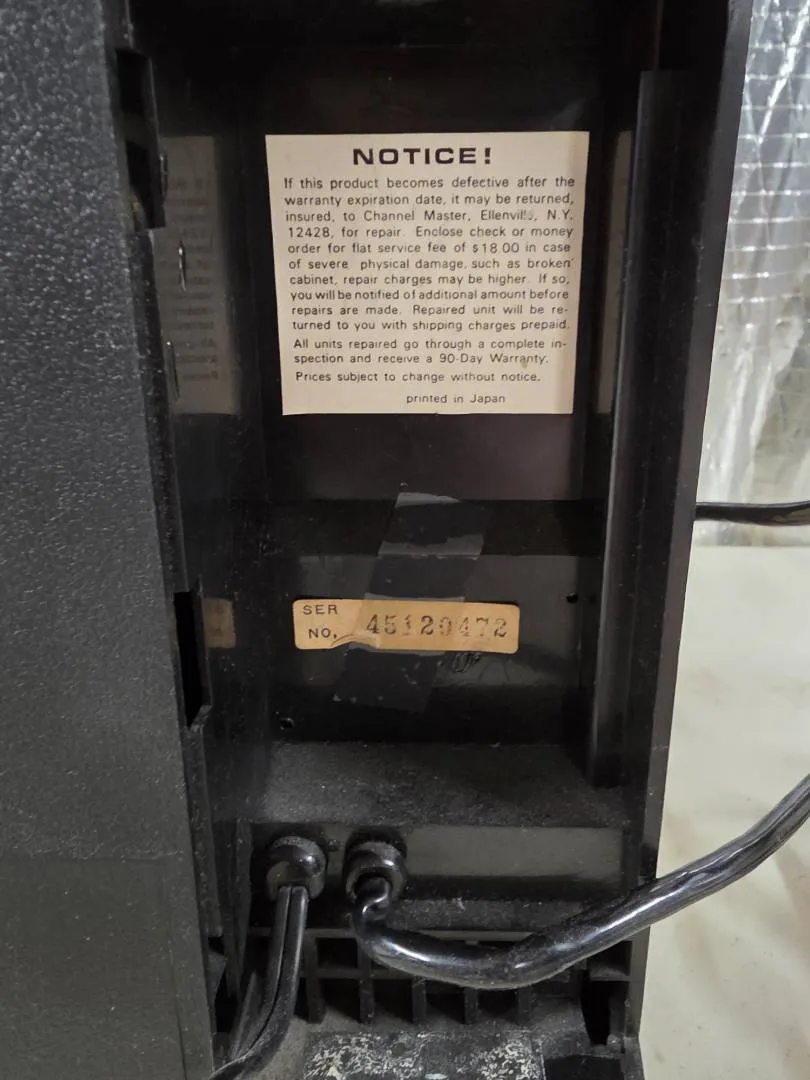 NOTICE!
If this product becomes defective after the
warranty expiration date, it may be returned,
insured, to Channel Master, Ellenville, N.Y.
12428, for repair. Enclose check or money
order for flat service fee of $18.00 in case
of severe physical damage, such as broken
cabinet, repair charges may be higher. If so,
you will be notified of additional amount before
repairs are made. Repaired unit will be re-
turned to you with shipping charges prepaid.
All units repaired go through a complete in-
spection and receive a 90-Day Warranty.
Prices subject to change without notice.
printed in Japan
SER
NO. 45120472